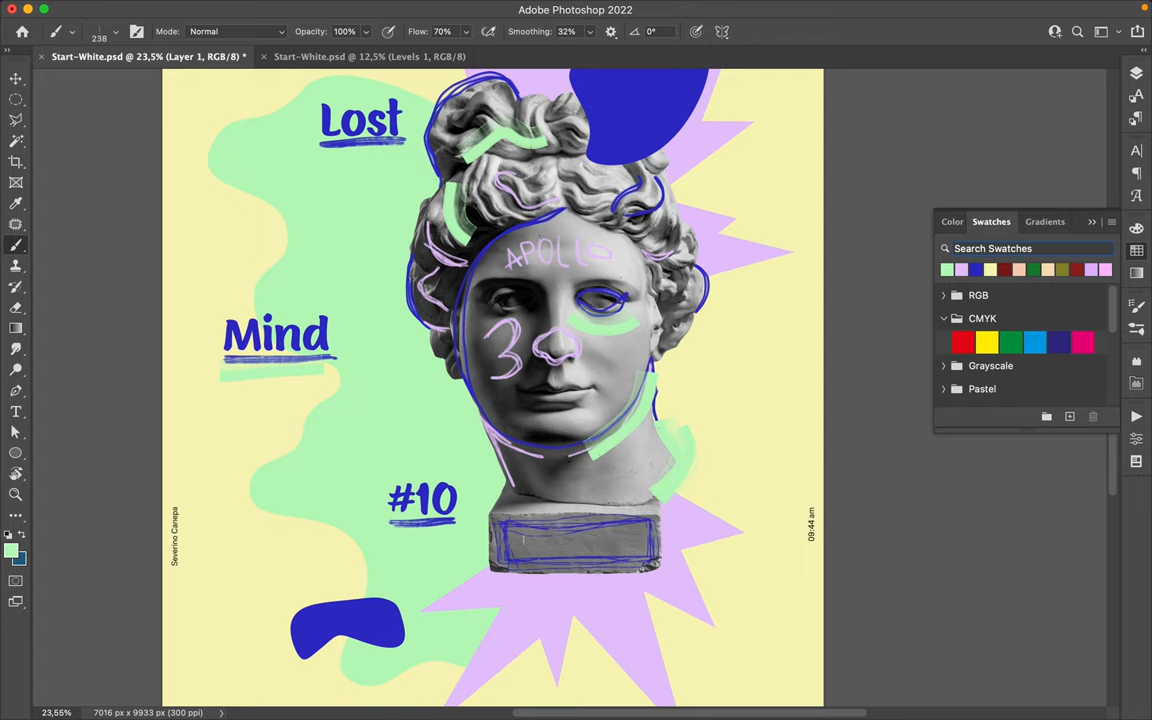 Adobe Photoshop 2022
238
Mode: Normal
Opacity: 100%
Flow: 70%
Smoothing: 32%
0°
Start-White.psd @ 23,5% (Layer 1, RGB/8) *
Start-White.psd @ 12,5% (Levels 1, RGB/8)
Lost
APOLLO
Mind
3
#10
Severino Canepa
09:44 am
Color
Swatches
Gradients
Search Swatches
RGB
CMYK
Grayscale
Pastel
23,55%
7016 px x 9933 px (300 ppi)